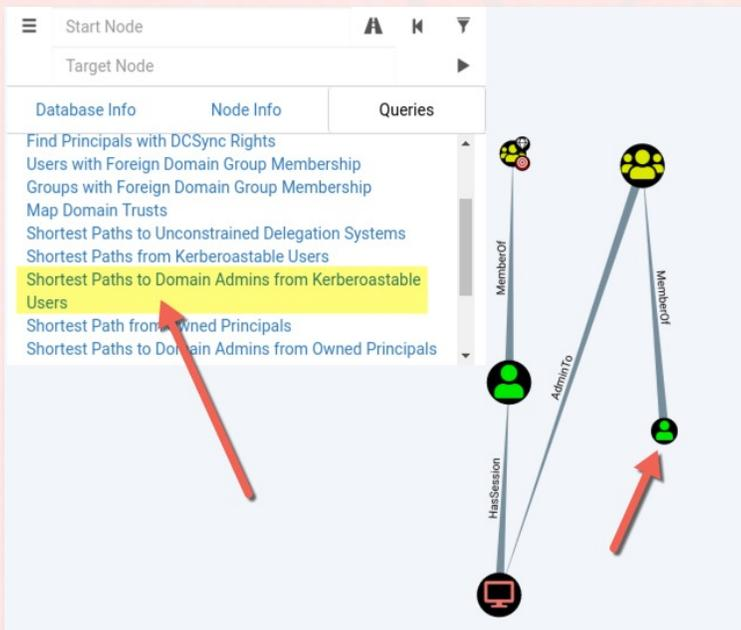 Start Node
Target Node
Database Info Node Info Queries
Find Principals with DCSync Rights
Users with Foreign Domain Group Membership
Groups with Foreign Domain Group Membership
Map Domain Trusts
Shortest Paths to Unconstrained Delegation Systems
Shortest Paths from Kerberoastable Users
Shortest Paths to Domain Admins from Kerberoastable
Users
Shortest Path from Owned Principals
Shortest Paths to Domain Admins from Owned Principals
MemberOf
MemberOf
AdminTo
HasSession